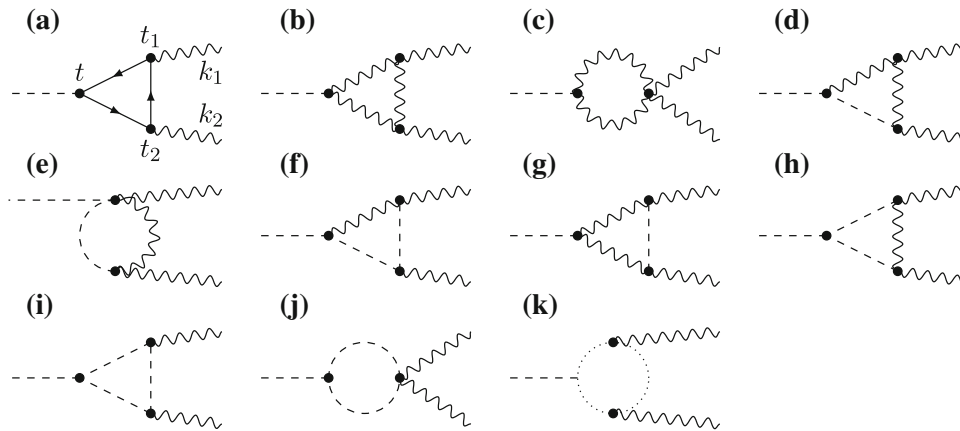 (a) (b) (c) (d)
t t₁ k₁ k₂ t₂
(e) (f) (g) (h)
(i) (j) (k)